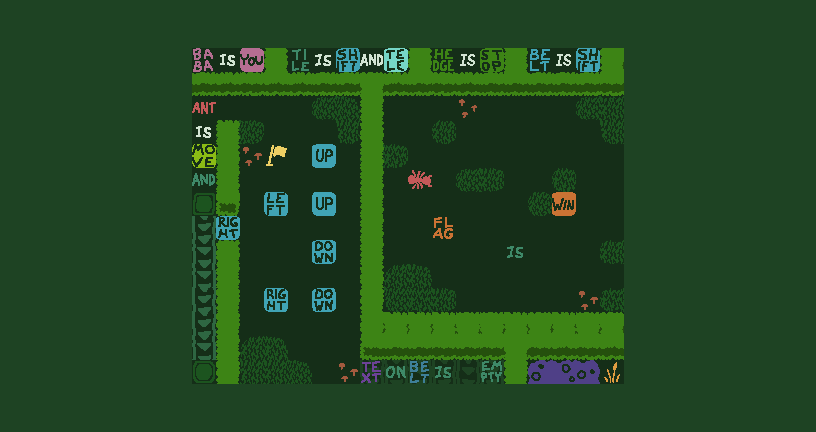 BABA IS YOU TILE IS SHIFT AND TELE HEDGE IS STOP BELT IS SHIFT
ANT
IS
MOVE UP
AND
LEFT UP WIN
RIGHT FLAG
DOWN IS
RIGHT DOWN
TEXT ON BELT IS EMPTY